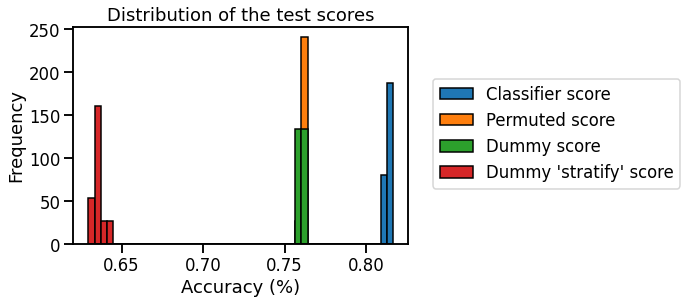 Distribution of the test scores
250
200
150
100
50
0
Frequency
0.65 0.70 0.75 0.80
Accuracy (%)
Classifier score
Permuted score
Dummy score
Dummy 'stratify' score